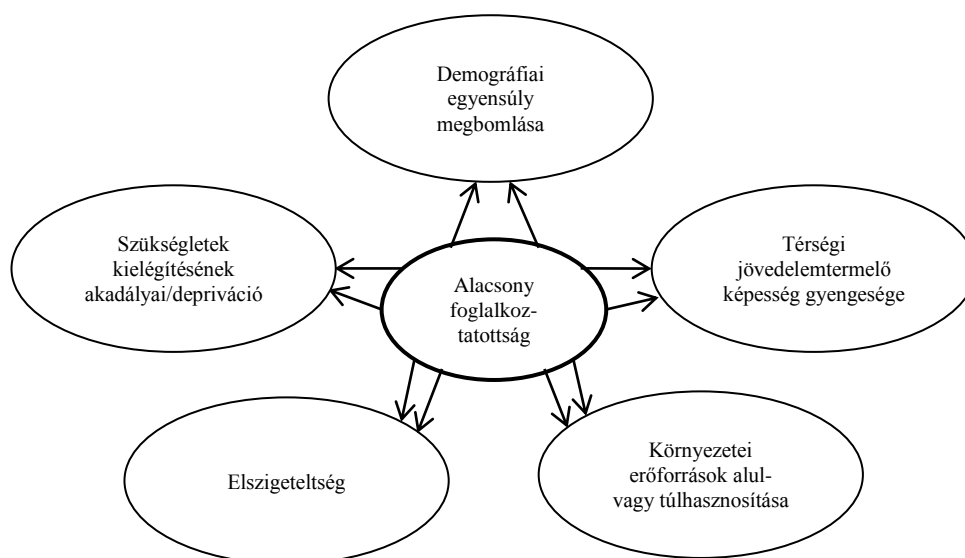 Demográfiai
egyensúly
megbomlása
Szükségletek
kielégítésének
akadályai/depriváció
Alacsony
foglalkoz-
tatottság
Térségi
jövedelemtermelő
képesség gyengesége
Elszigeteltség
Környezetei
erőforrások alul-
vagy túlhasznosítása